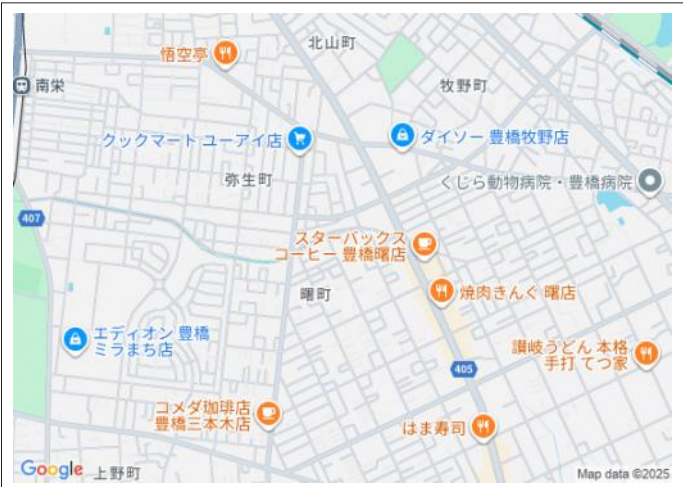 北山町
悟空亭
南栄
牧野町
クックマート ユーアイ店
ダイソー 豊橋牧野店
弥生町
くじら動物病院・豊橋病院
407
スターバックス
コーヒー 豊橋曙店
曙町
焼肉きんぐ 曙店
エディオン 豊橋
ミラまち店
讃岐うどん 本格
手打 てつ家
405
コメダ珈琲店
豊橋三本木店
はま寿司
Google
上野町
Map data ©2025